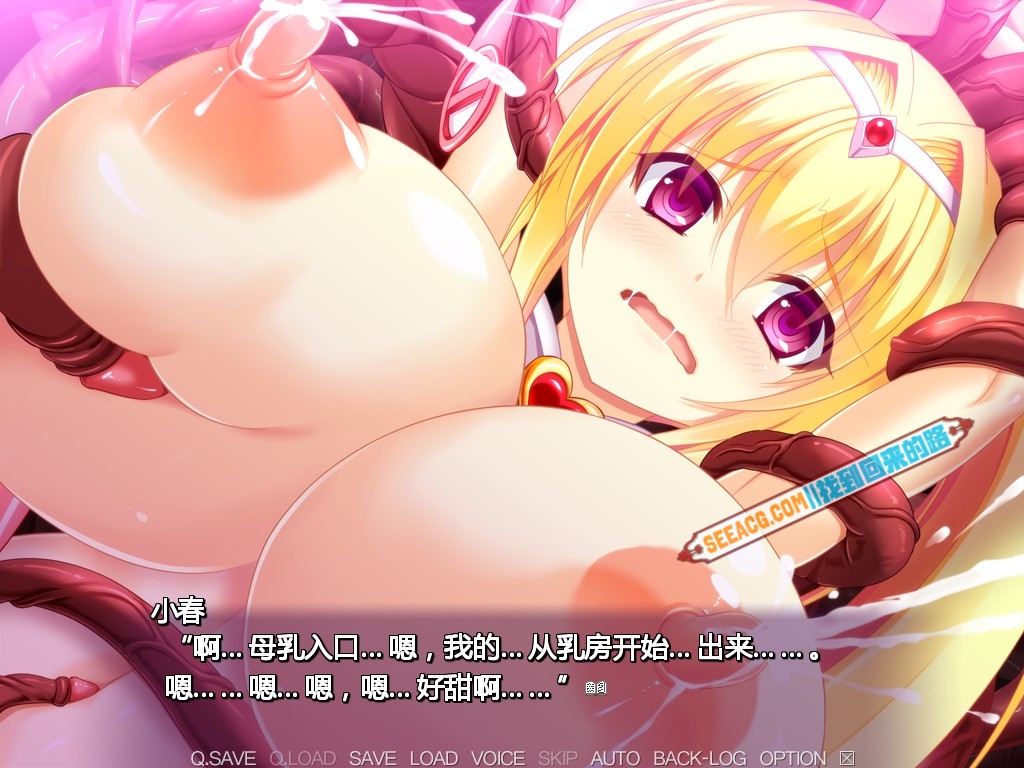 SEEACG.COM//找到回来的路
小春
“啊… 母乳入口… 嗯，我的… 从乳房开始… 出来… … 。
嗯… … 嗯… 嗯，嗯… 好甜啊… … ”
Q.SAVE Q.LOAD SAVE LOAD VOICE SKIP AUTO BACK-LOG OPTION